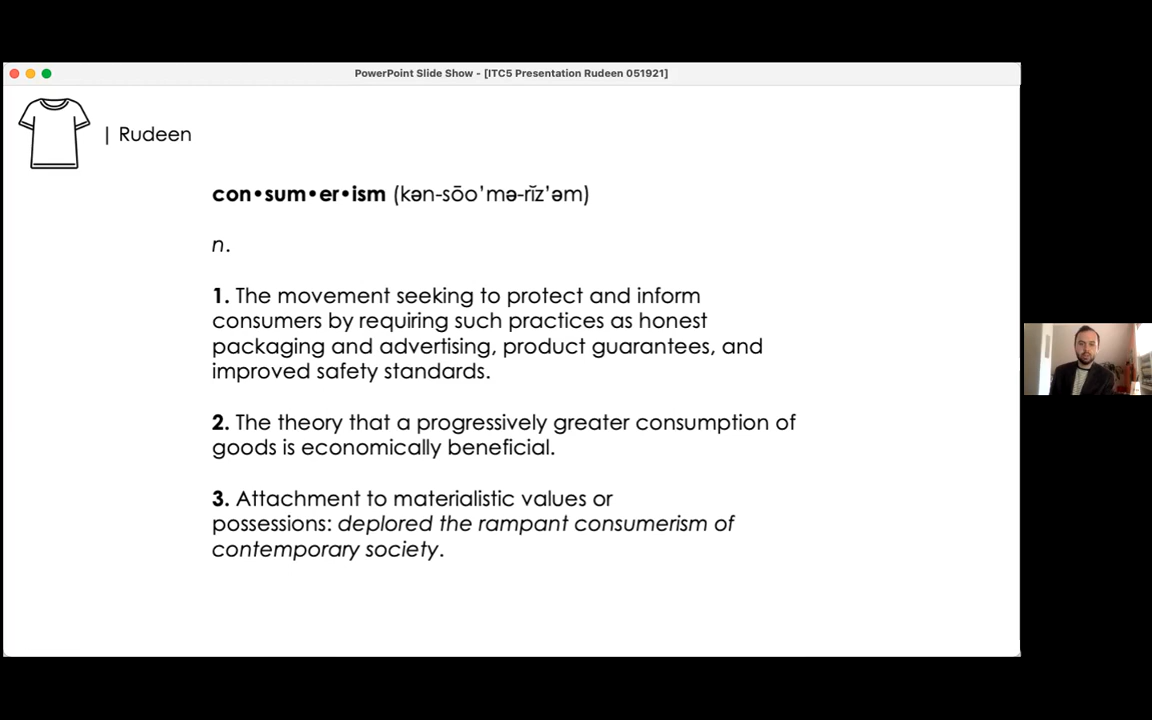 PowerPoint Slide Show - [ITC5 Presentation Rudeen 051921]
| Rudeen
con•sum•er•ism (kən-sōo′mə-rĭz′əm)
n.
1. The movement seeking to protect and inform
consumers by requiring such practices as honest
packaging and advertising, product guarantees, and
improved safety standards.
2. The theory that a progressively greater consumption of
goods is economically beneficial.
3. Attachment to materialistic values or
possessions: deplored the rampant consumerism of
contemporary society.